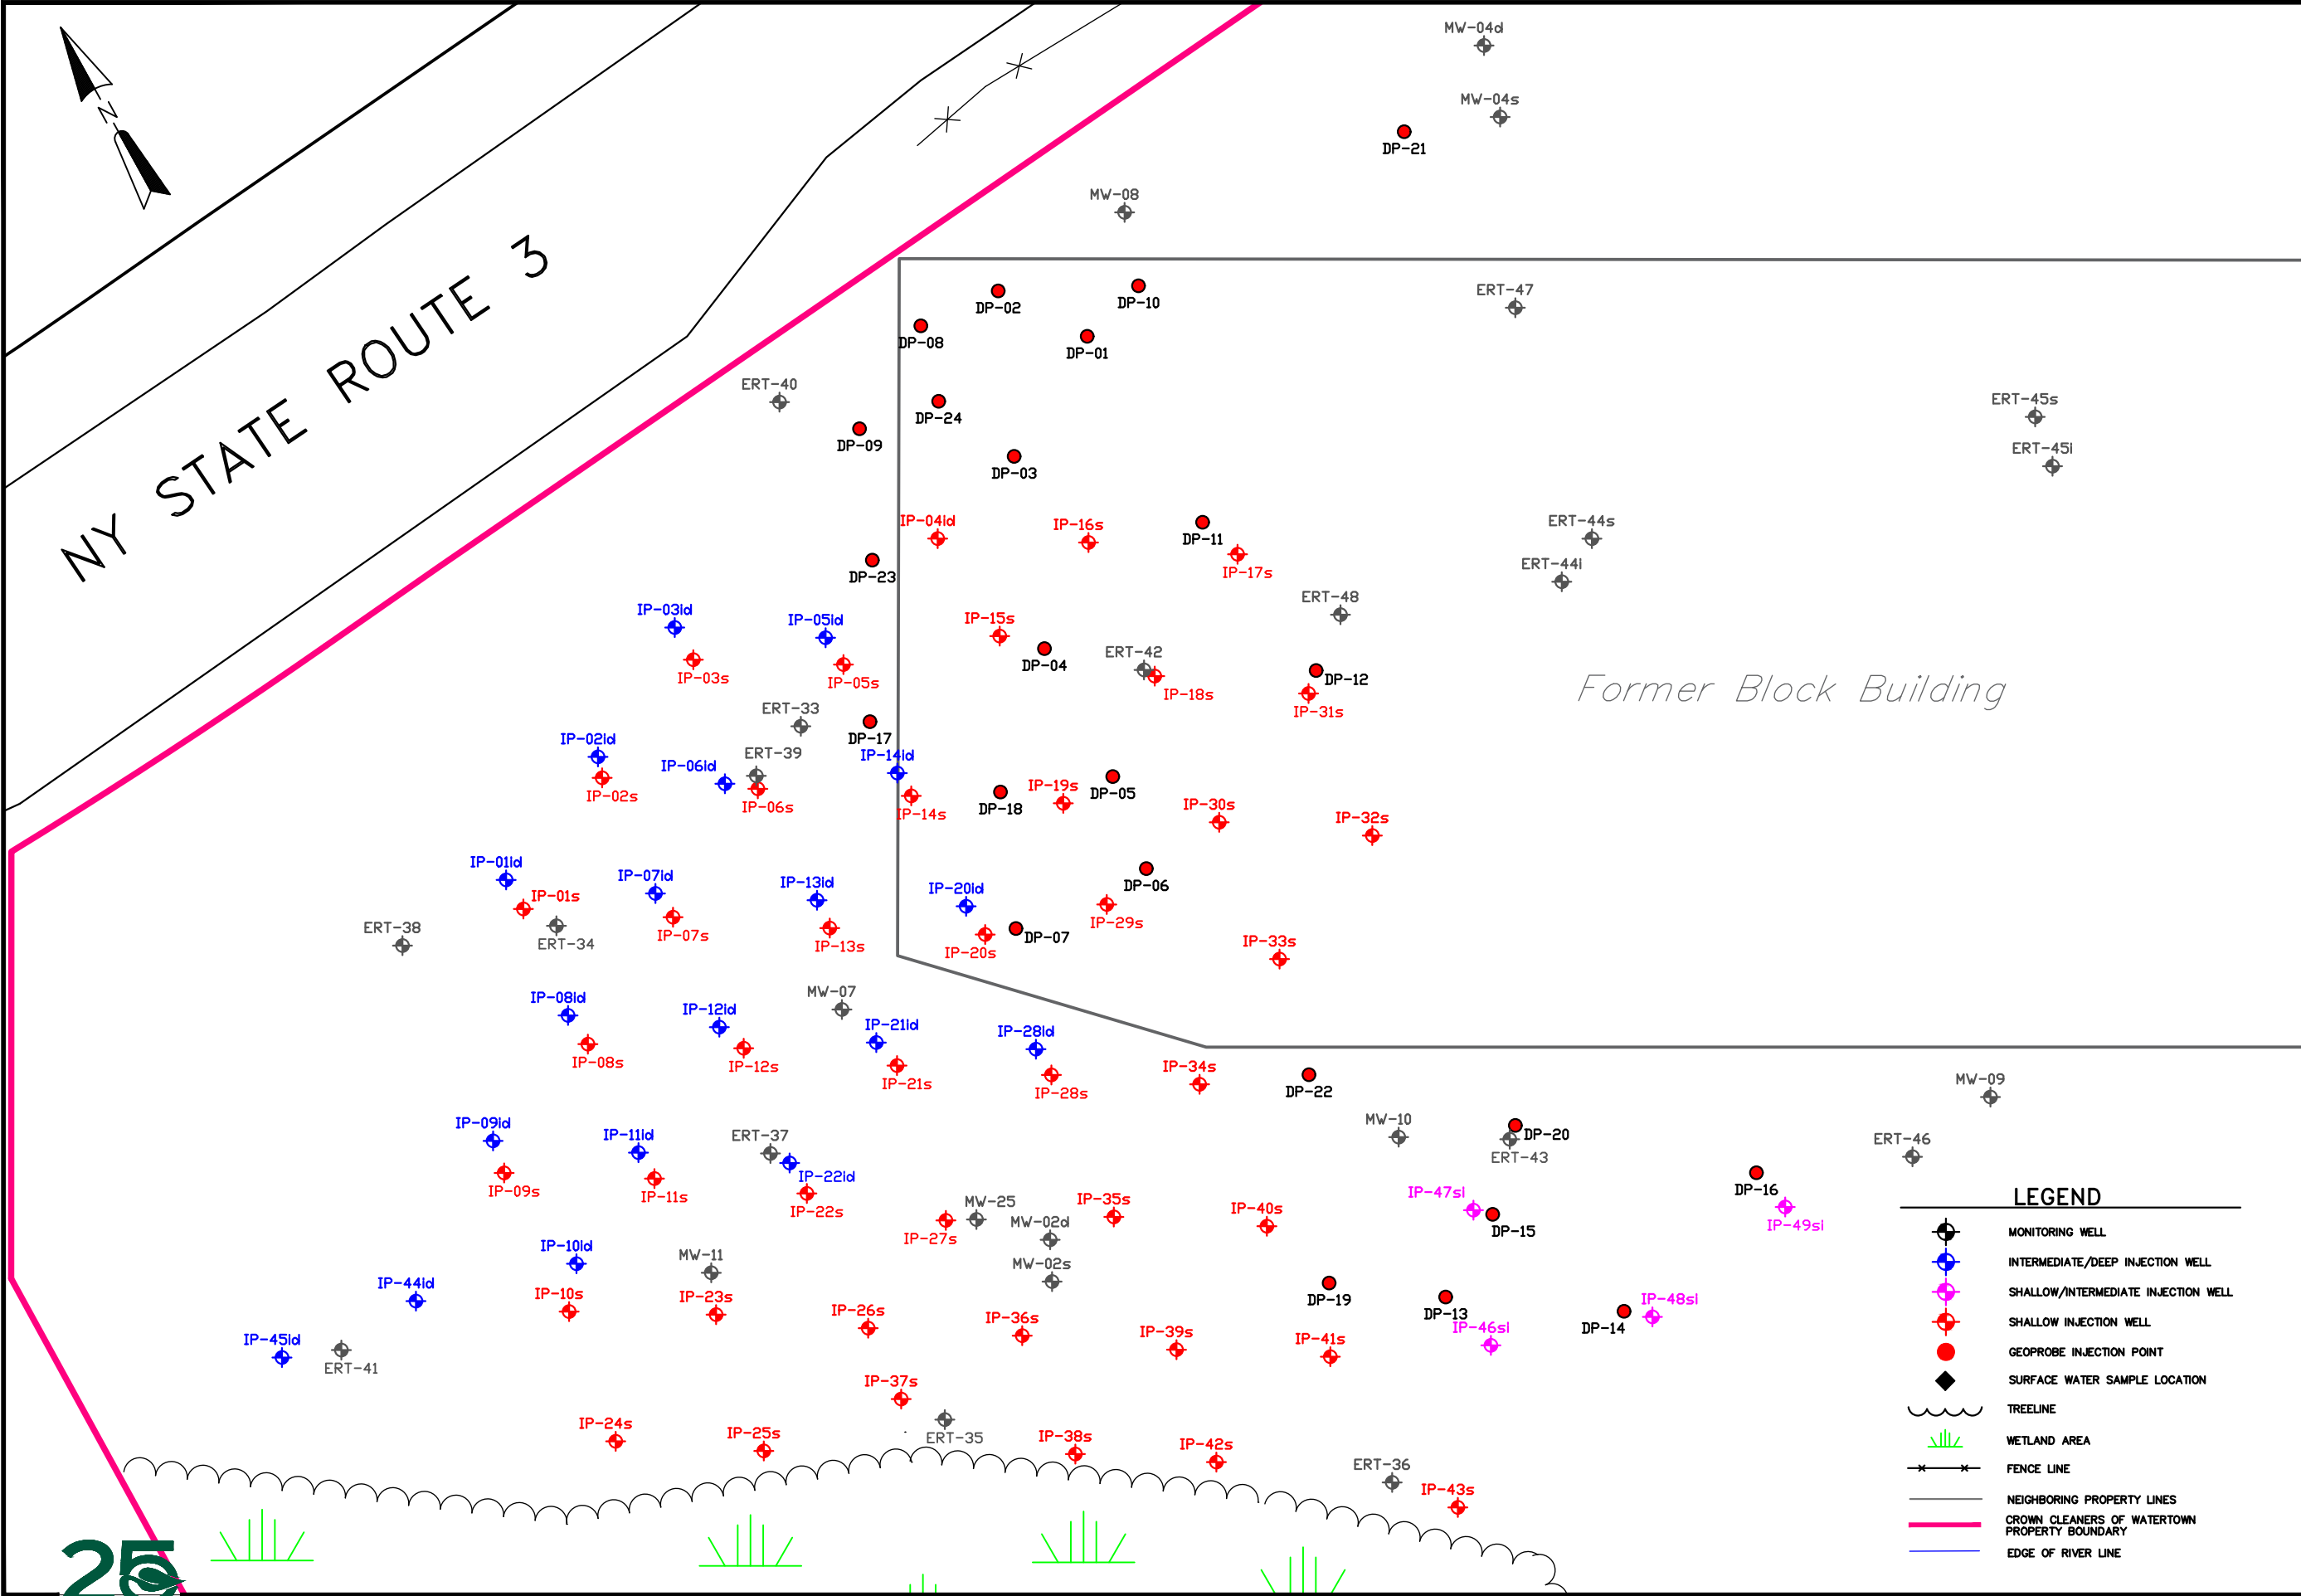 MW-04d
MW-04s
DP-21
N
MW-08
NY STATE ROUTE 3
DP-02
DP-10
ERT-47
DP-08
DP-01
ERT-40
DP-24
ERT-45s
DP-09
ERT-45i
DP-03
IP-04id
IP-16s
DP-11
ERT-44s
IP-17s
ERT-44i
DP-23
IP-03id
IP-05id
IP-15s
ERT-48
DP-04
ERT-42
IP-03s
IP-05s
IP-18s
DP-12
IP-31s
Former Block Building
ERT-33
DP-17
IP-02id
ERT-39
IP-14id
IP-06id
IP-02s
IP-06s
IP-14s
DP-18
IP-19s
DP-05
IP-30s
IP-32s
IP-01id
IP-07id
IP-13id
IP-20id
DP-06
IP-01s
ERT-38
ERT-34
IP-07s
IP-13s
IP-20s
DP-07
IP-29s
IP-33s
IP-08id
IP-12id
MW-07
IP-21id
IP-28id
IP-08s
IP-12s
IP-21s
IP-28s
IP-34s
DP-22
MW-09
IP-09id
IP-11id
ERT-37
MW-10
DP-20
ERT-43
ERT-46
IP-09s
IP-11s
IP-22id
IP-22s
MW-25
IP-27s
MW-02d
IP-35s
IP-40s
IP-47si
DP-15
DP-16
IP-49si
IP-10id
MW-11
MW-02s
IP-44id
IP-10s
IP-23s
IP-26s
IP-36s
IP-39s
DP-19
DP-13
IP-46si
DP-14
IP-48si
IP-45id
ERT-41
IP-41s
IP-37s
IP-24s
IP-25s
ERT-35
IP-38s
IP-42s
ERT-36
IP-43s
LEGEND
MONITORING WELL
INTERMEDIATE/DEEP INJECTION WELL
SHALLOW/INTERMEDIATE INJECTION WELL
SHALLOW INJECTION WELL
GEOPROBE INJECTION POINT
SURFACE WATER SAMPLE LOCATION
TREELINE
WETLAND AREA
FENCE LINE
NEIGHBORING PROPERTY LINES
CROWN CLEANERS OF WATERTOWN
PROPERTY BOUNDARY
EDGE OF RIVER LINE
25